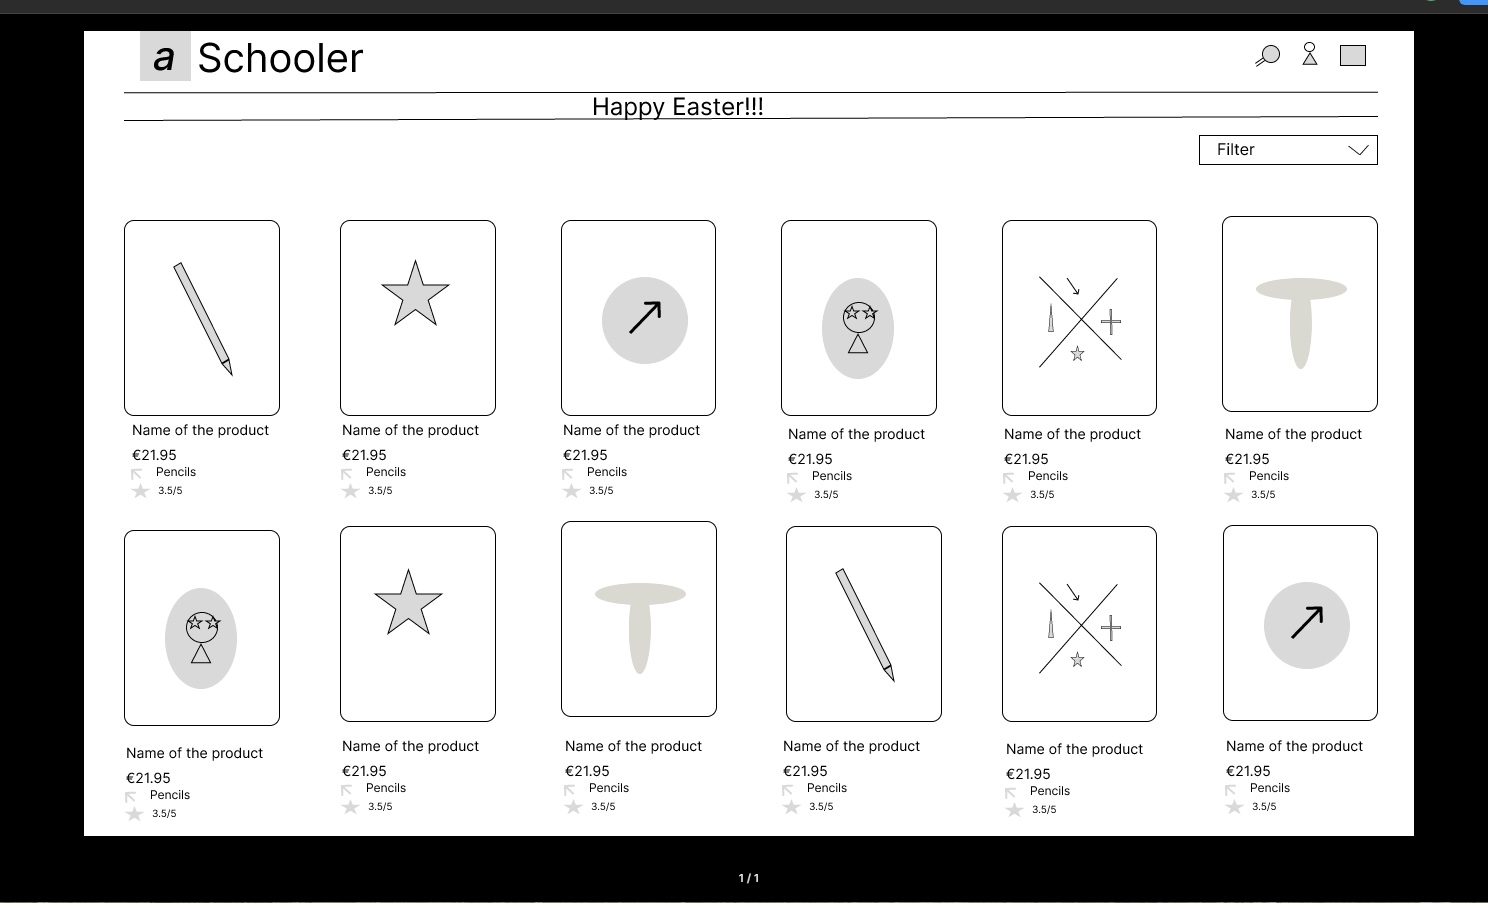 a Schooler
Happy Easter!!!
Filter
Name of the product
€21.95
Pencils
3.5/5
Name of the product
€21.95
Pencils
3.5/5
Name of the product
€21.95
Pencils
3.5/5
Name of the product
€21.95
Pencils
3.5/5
Name of the product
€21.95
Pencils
3.5/5
Name of the product
€21.95
Pencils
3.5/5
Name of the product
€21.95
Pencils
3.5/5
Name of the product
€21.95
Pencils
3.5/5
Name of the product
€21.95
Pencils
3.5/5
Name of the product
€21.95
Pencils
3.5/5
Name of the product
€21.95
Pencils
3.5/5
Name of the product
€21.95
Pencils
3.5/5
1 / 1